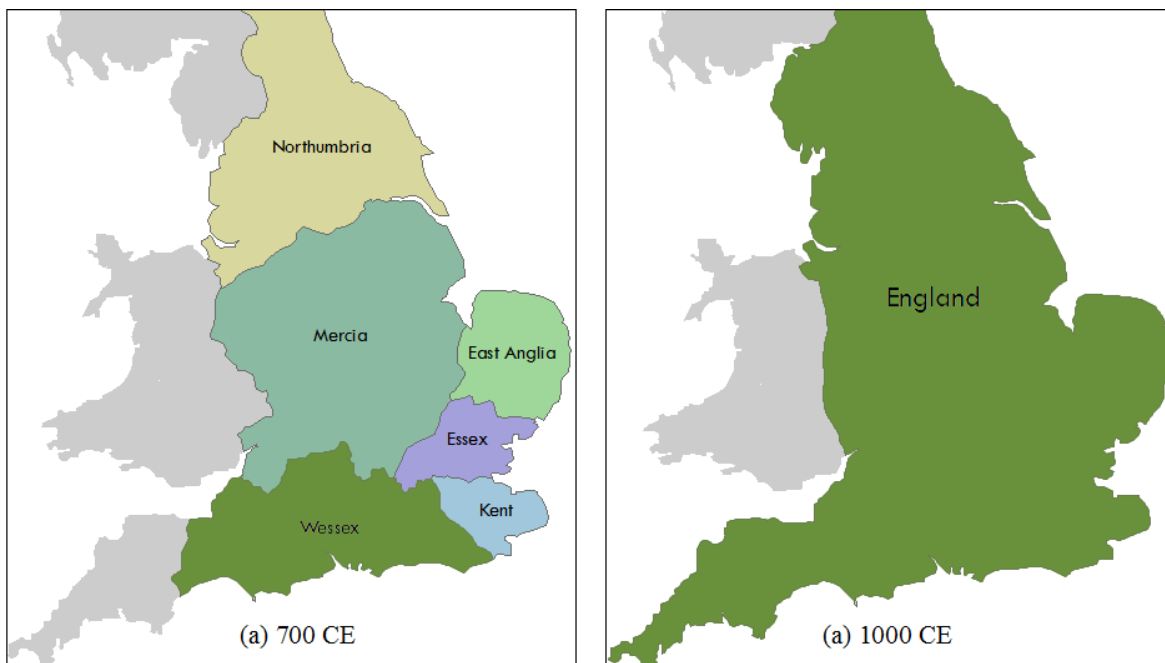 Northumbria
Mercia
East Anglia
Essex
Kent
Wessex
(a) 700 CE
England
(a) 1000 CE